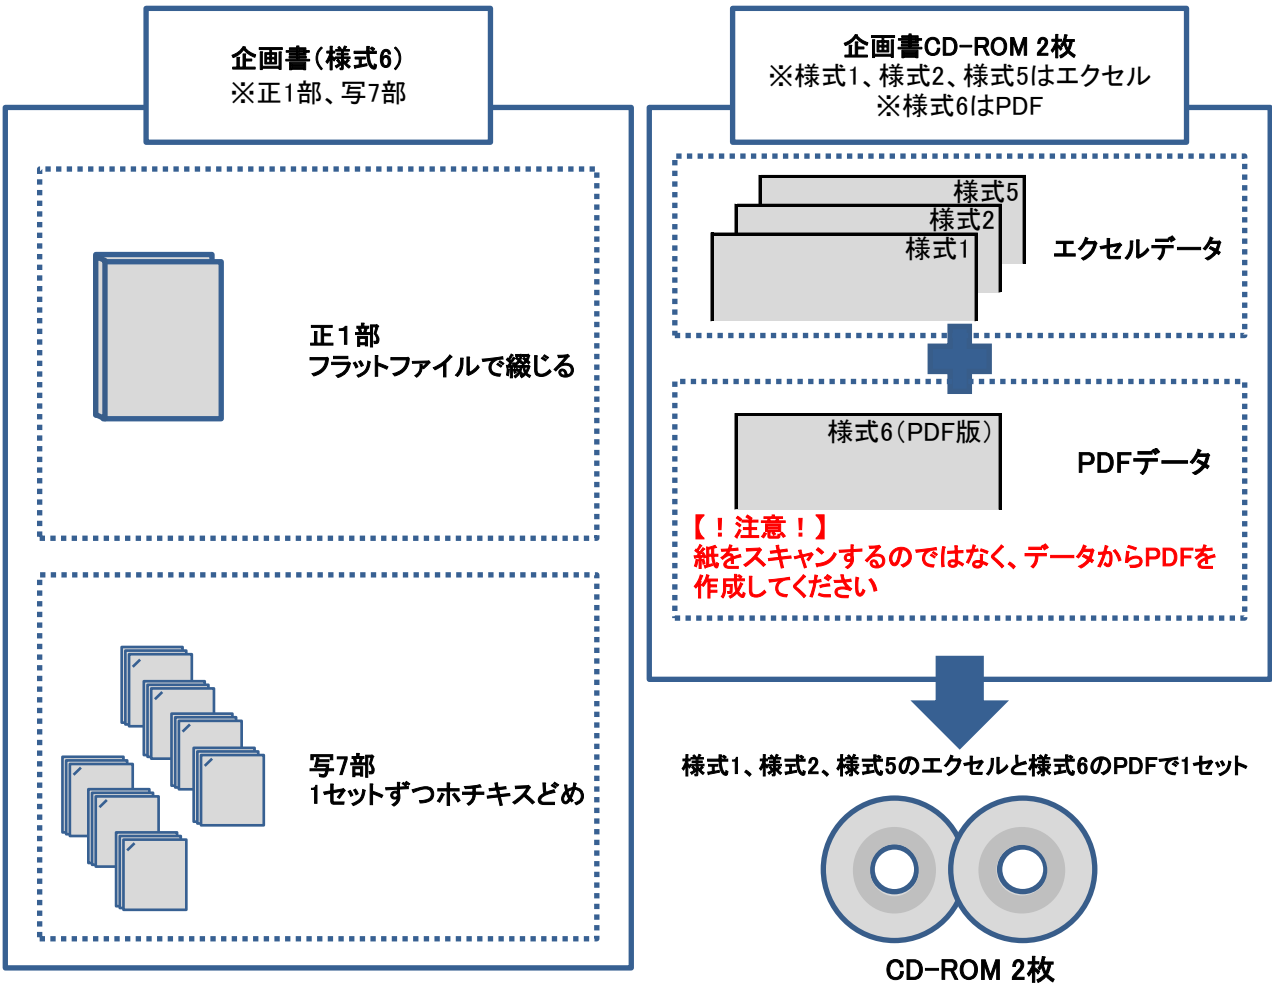 企画書（様式6）
※正1部、写7部
正１部
フラットファイルで綴じる
写7部
1セットずつホチキスどめ
企画書CD-ROM 2枚
※様式1、様式2、様式5はエクセル
※様式6はPDF
様式5
様式2
様式1
エクセルデータ
様式6（PDF版）
PDFデータ
【！注意！】
紙をスキャンするのではなく、データからPDFを
作成してください
様式1、様式2、様式5のエクセルと様式6のPDFで1セット
CD-ROM 2枚